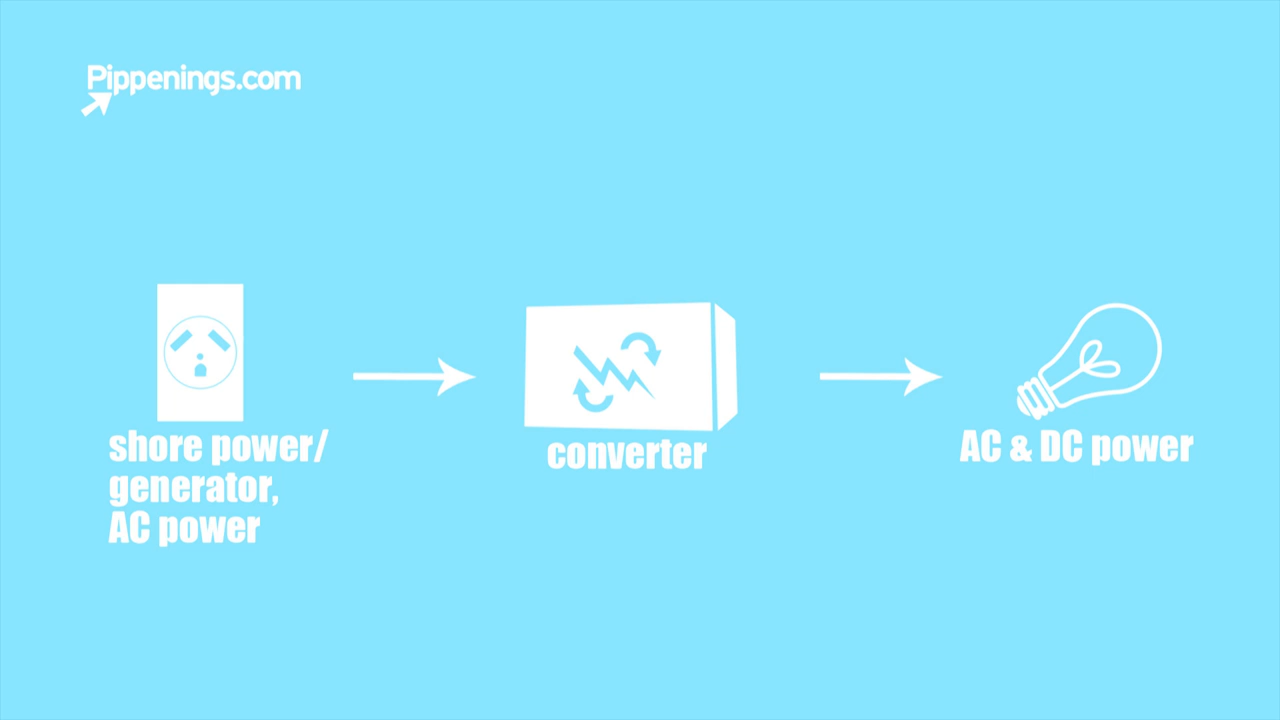 Pippenings.com
shore power/
generator,
AC power
converter
AC & DC power